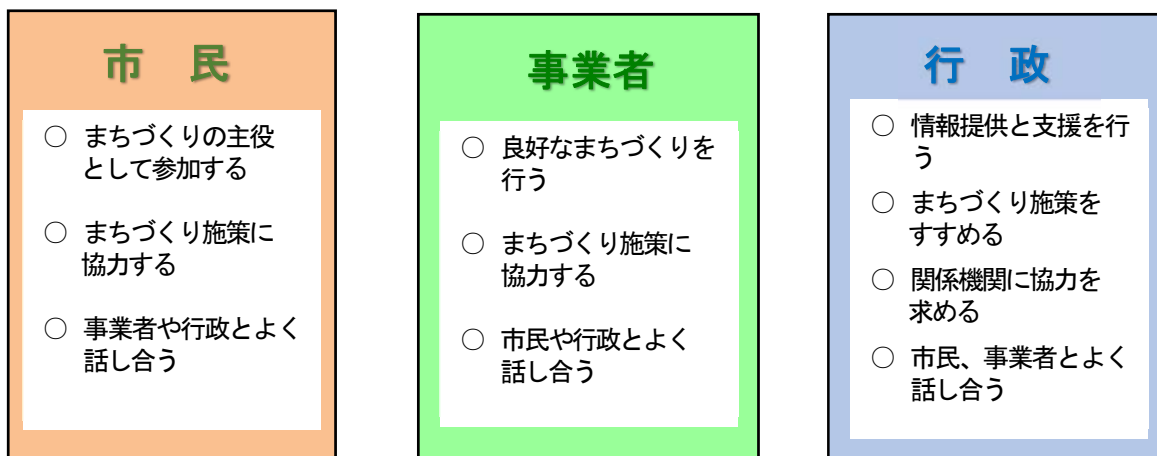 市　民
○ まちづくりの主役
として参加する
○ まちづくり施策に
協力する
○ 事業者や行政とよく
話し合う
事業者
○ 良好なまちづくりを
行う
○ まちづくり施策に
協力する
○ 市民や行政とよく
話し合う
行　政
○ 情報提供と支援を行
う
○ まちづくり施策を
すすめる
○ 関係機関に協力を
求める
○ 市民、事業者とよく
話し合う